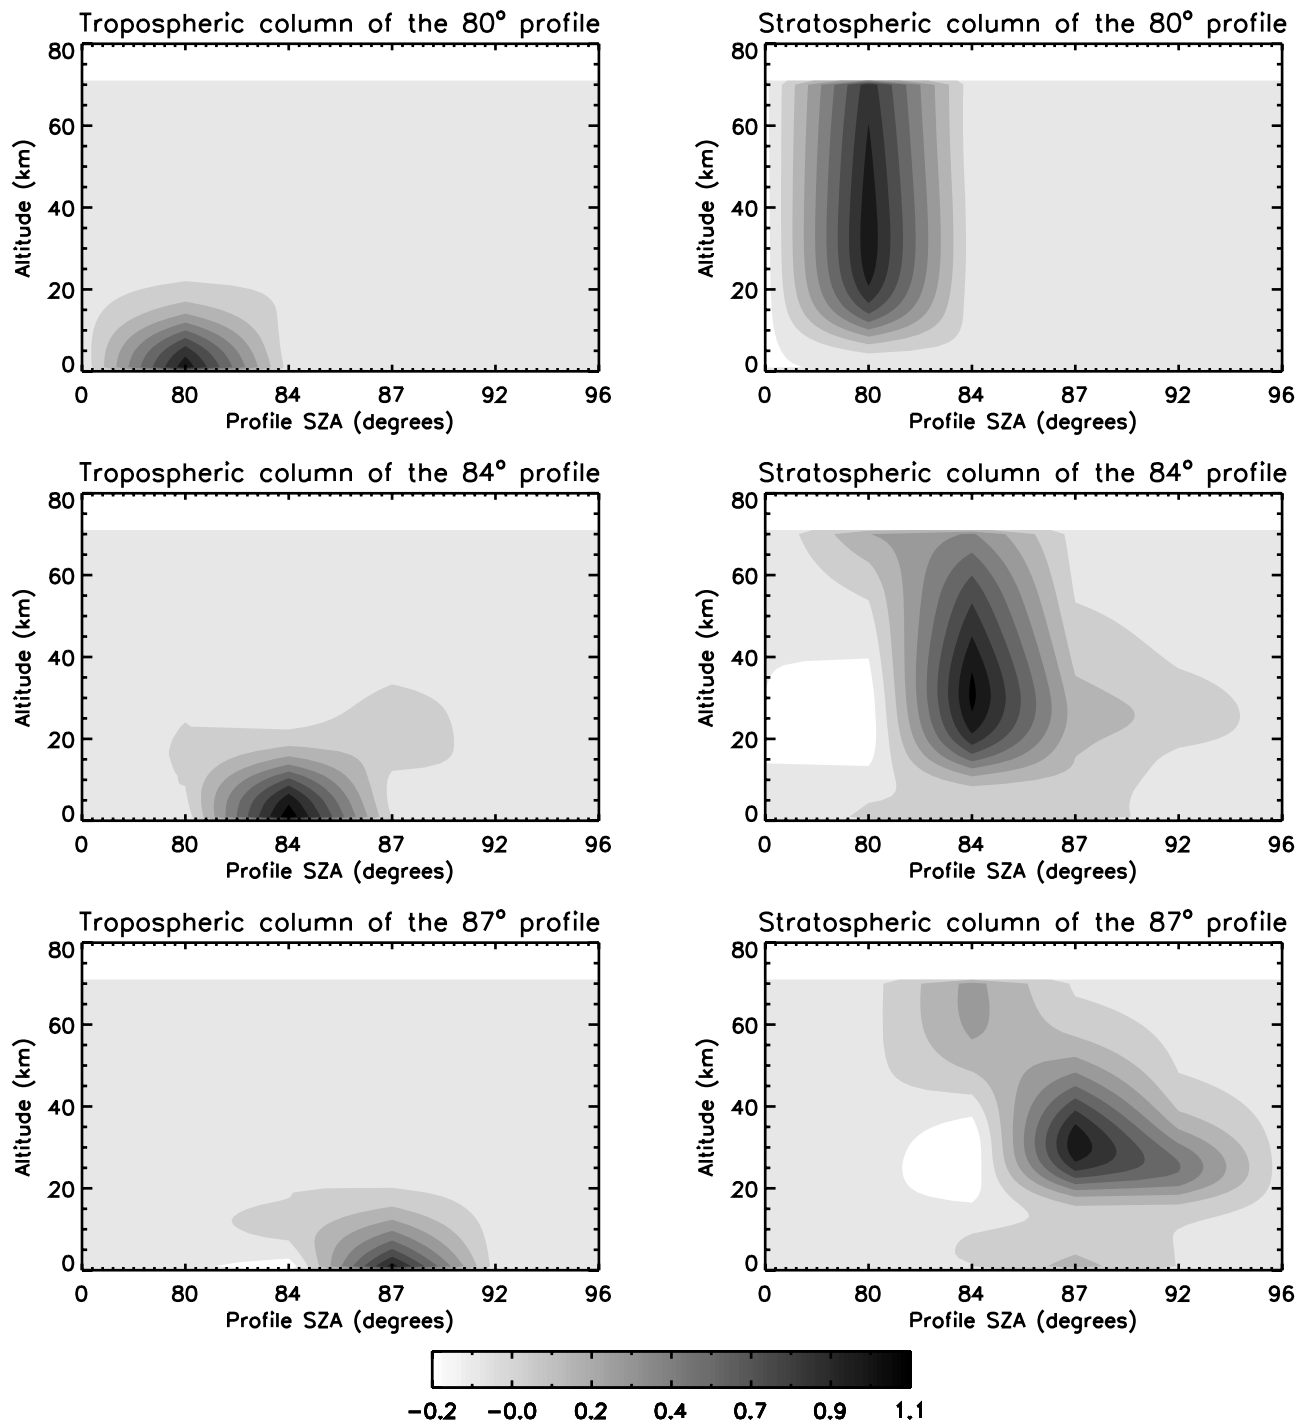 Tropospheric column of the 80° profile
Stratospheric column of the 80° profile
80
60
40
20
0
Altitude (km)
0 80 84 87 92 96
Profile SZA (degrees)
80
60
40
20
0
Altitude (km)
0 80 84 87 92 96
Profile SZA (degrees)
Tropospheric column of the 84° profile
Stratospheric column of the 84° profile
80
60
40
20
0
Altitude (km)
0 80 84 87 92 96
Profile SZA (degrees)
80
60
40
20
0
Altitude (km)
0 80 84 87 92 96
Profile SZA (degrees)
Tropospheric column of the 87° profile
Stratospheric column of the 87° profile
80
60
40
20
0
Altitude (km)
0 80 84 87 92 96
Profile SZA (degrees)
80
60
40
20
0
Altitude (km)
0 80 84 87 92 96
Profile SZA (degrees)
-0.2 -0.0 0.2 0.4 0.7 0.9 1.1